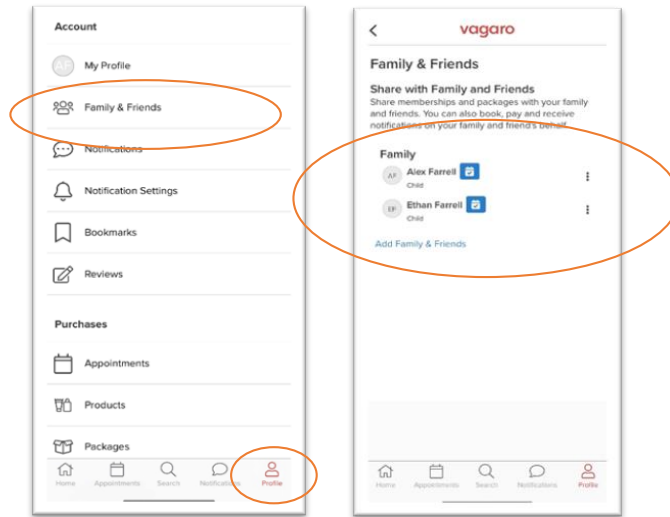 Account
AF
My Profile
Family & Friends
Notifications
Notification Settings
Bookmarks
Reviews
Purchases
Appointments
Products
Packages
Home Appointments Search Notifications Profile
vagaro
Family & Friends
Share with Family and Friends
Share memberships and packages with your family
and friends. You can also book, pay and receive
notifications on your family and friend's behalf.
Family
AF Alex Farrell
Child
EF Ethan Farrell
Child
Add Family & Friends
Home Appointments Search Notifications Profile